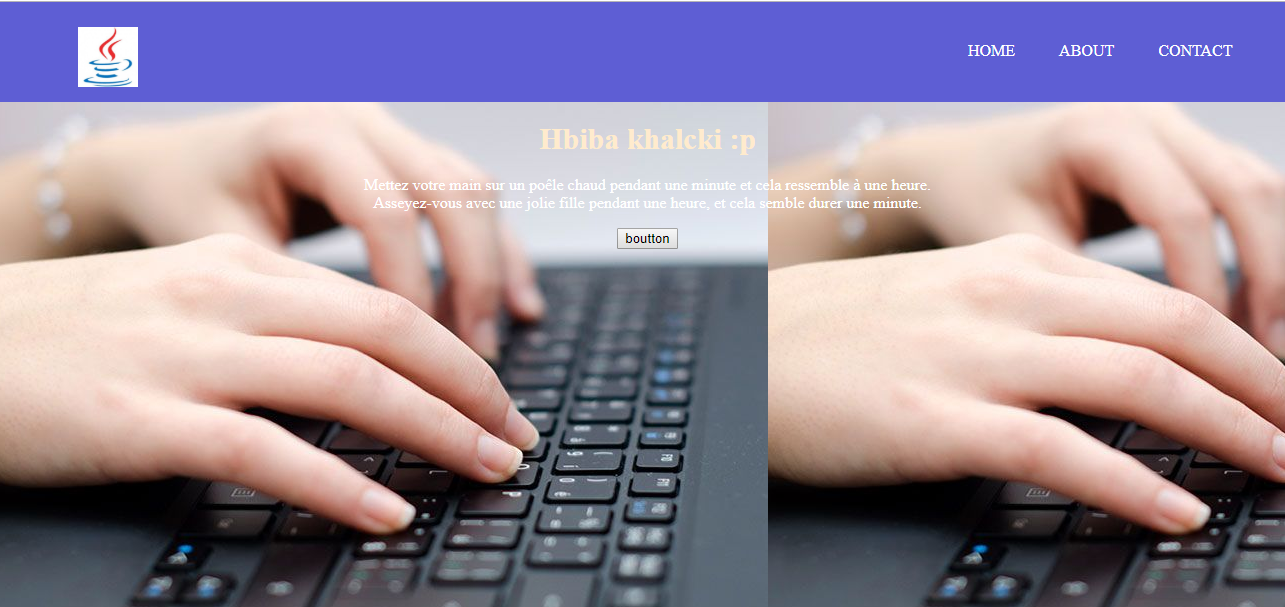 HOME ABOUT CONTACT
Hbiba khalcki :p
Mettez votre main sur un poêle chaud pendant une minute et cela ressemble à une heure.
Asseyez-vous avec une jolie fille pendant une heure, et cela semble durer une minute.
boutton